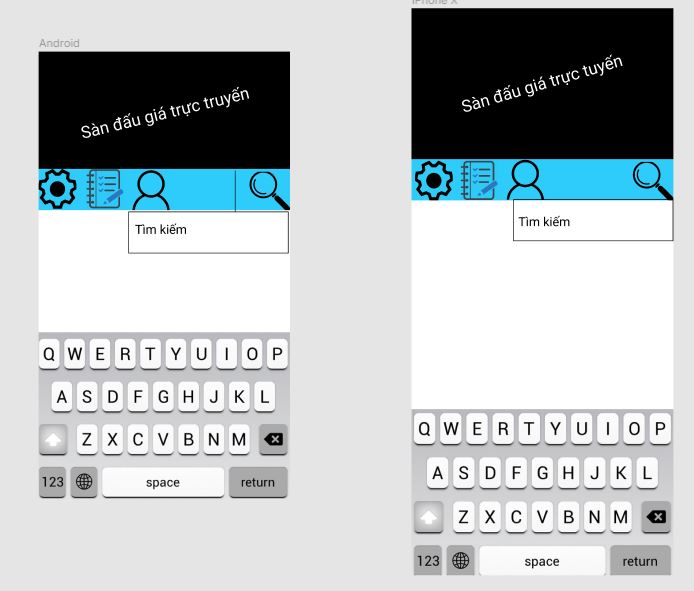 Android
Sàn đấu giá trực truyến
Tìm kiếm
Q W E R T Y U I O P
A S D F G H J K L
Z X C V B N M
123 space return
iPhone X
Sàn đấu giá trực tuyến
Tìm kiếm
Q W E R T Y U I O P
A S D F G H J K L
Z X C V B N M
123 space return